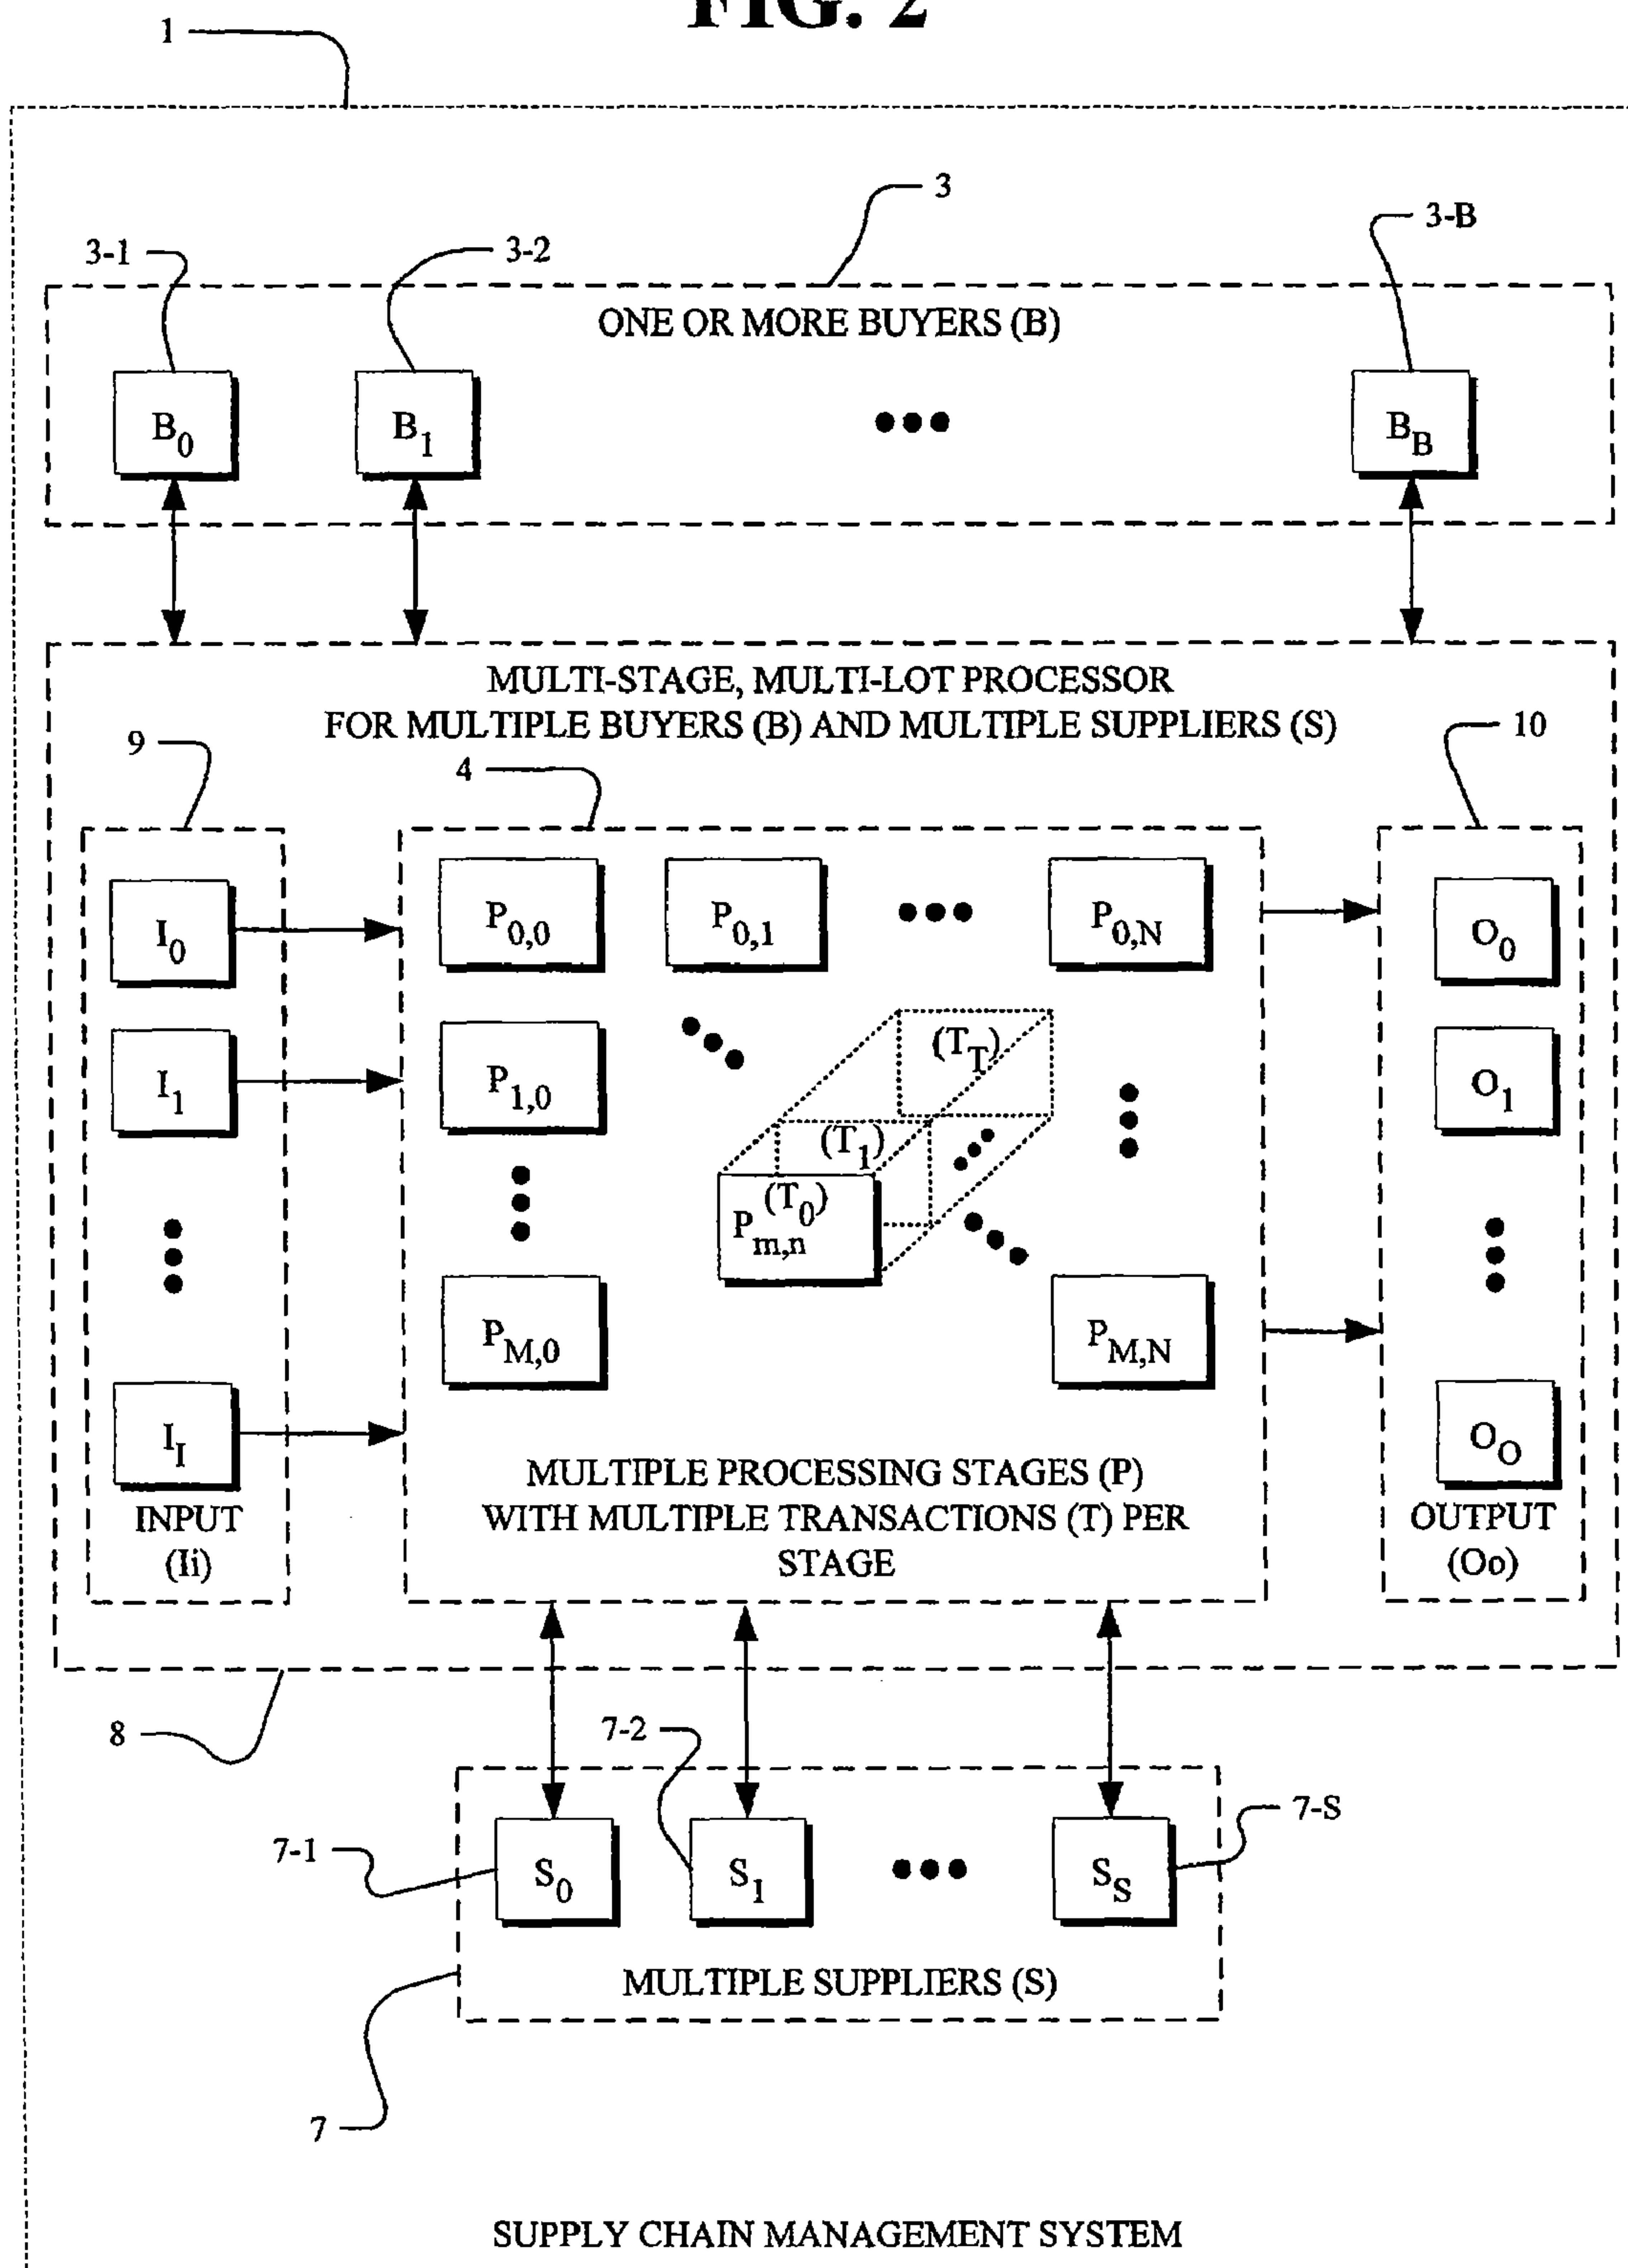 FIG. 2
1
3
3-1
3-2
3-B
ONE OR MORE BUYERS (B)
B0 B1 BB
MULTI-STAGE, MULTI-LOT PROCESSOR
FOR MULTIPLE BUYERS (B) AND MULTIPLE SUPPLIERS (S)
9
4
10
I0 P0,0 P0,1 P0,N O0
(TT)
I1 P1,0 O1
(T1)
(T0)
Pm,n
PM,0 PM,N
II OO
MULTIPLE PROCESSING STAGES (P)
WITH MULTIPLE TRANSACTIONS (T) PER
STAGE
INPUT
(Ii)
OUTPUT
(Oo)
8
7-2
7-1
7-S
S0 S1 SS
MULTIPLE SUPPLIERS (S)
7
SUPPLY CHAIN MANAGEMENT SYSTEM